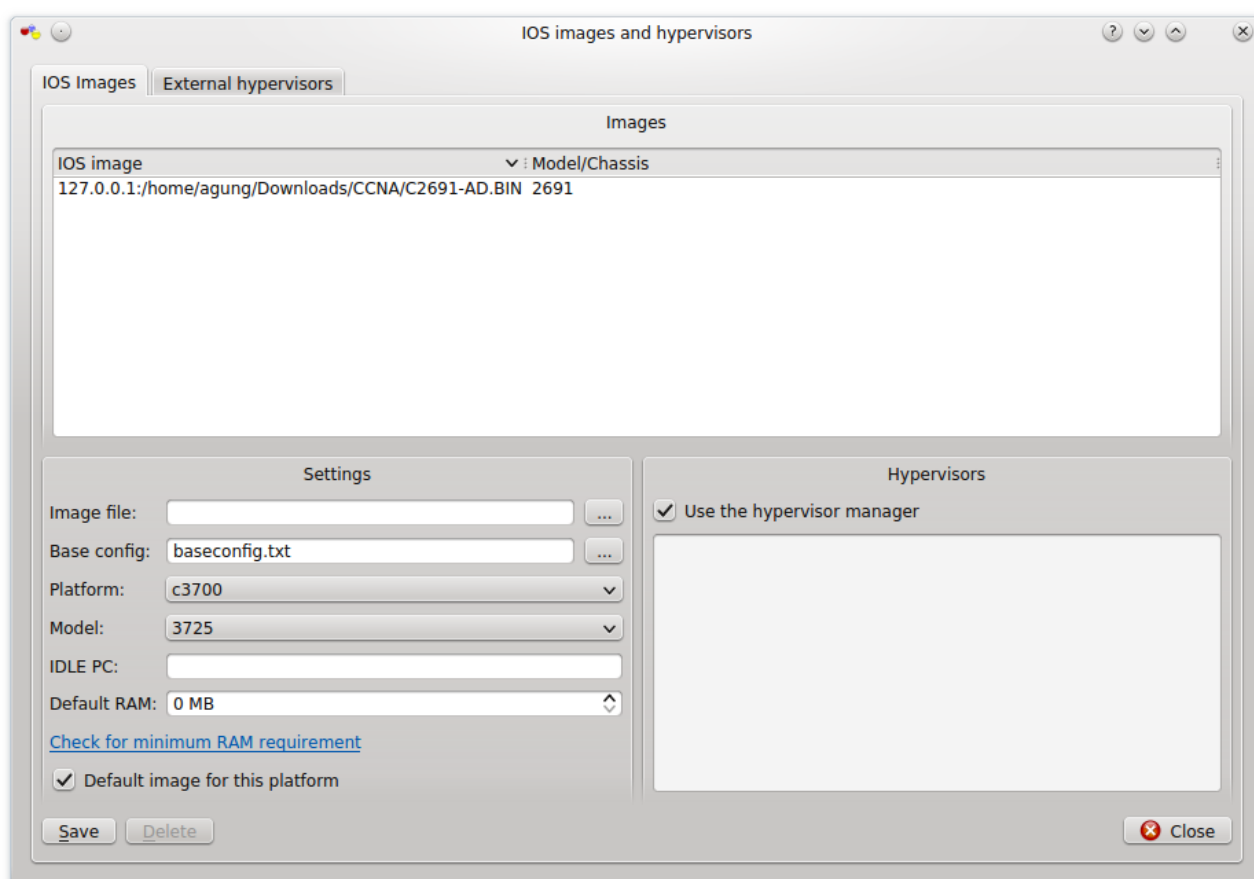 IOS images and hypervisors
IOS Images External hypervisors
Images
IOS image Model/Chassis
127.0.0.1:/home/agung/Downloads/CCNA/C2691-AD.BIN 2691
Settings
Image file: ...
Base config: baseconfig.txt ...
Platform: c3700
Model: 3725
IDLE PC:
Default RAM: 0 MB
Check for minimum RAM requirement
Default image for this platform
Hypervisors
Use the hypervisor manager
Save Delete
Close